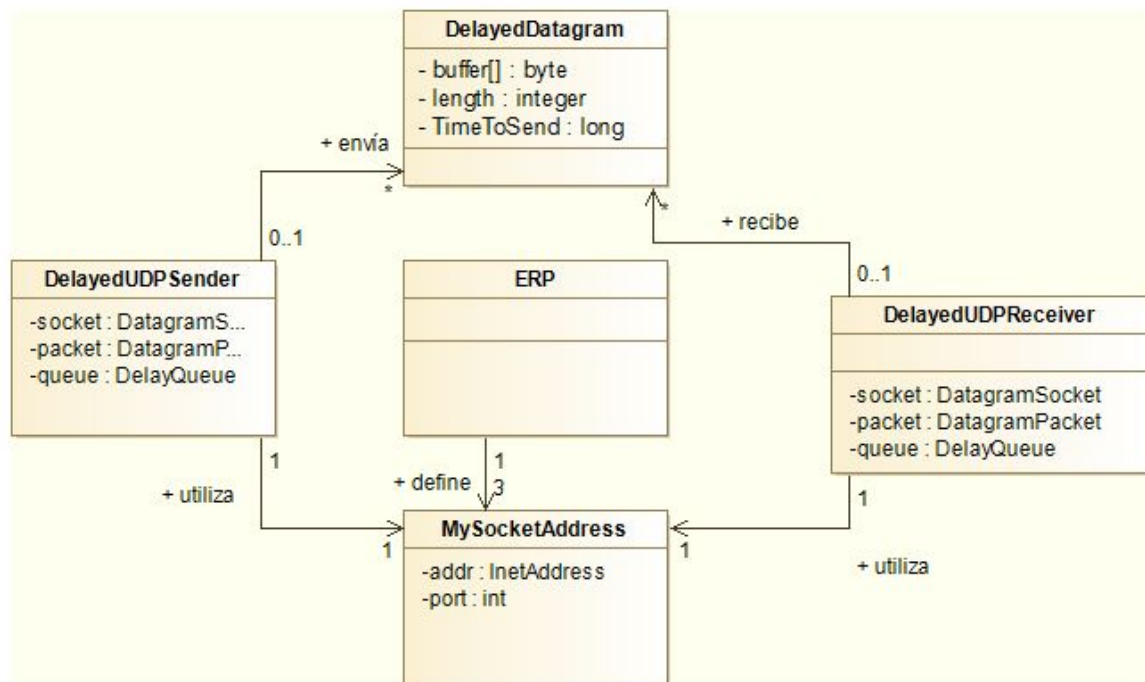 DelayedDatagram
- buffer[] : byte
- length : integer
- TimeToSend : long
+ envía
*
*
+ recibe
0..1
0..1
DelayedUDPSender
-socket : DatagramS...
-packet : DatagramP...
-queue : DelayQueue
ERP
DelayedUDPReceiver
-socket : DatagramSocket
-packet : DatagramPacket
-queue : DelayQueue
1
+ utiliza
1
+ define
3
1
+ utiliza
1
1
MySocketAddress
-addr : InetAddress
-port : int